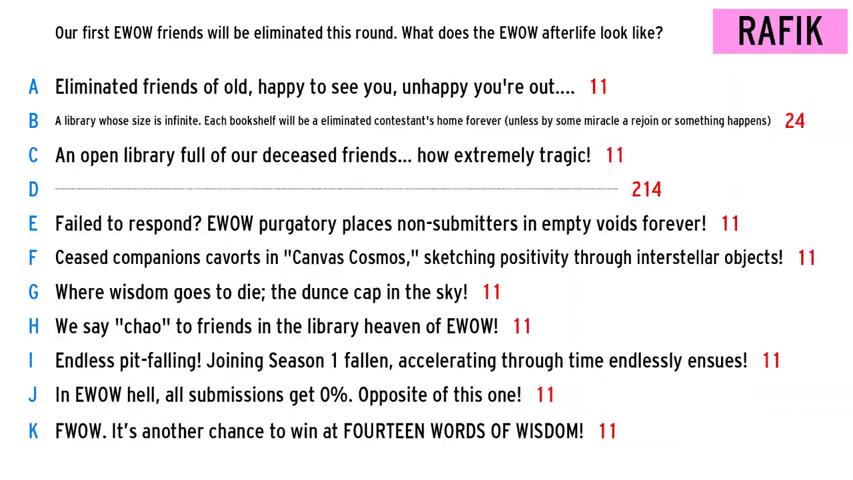 Our first EWOW friends will be eliminated this round. What does the EWOW afterlife look like?
RAFIK
A Eliminated friends of old, happy to see you, unhappy you're out.... 11
B A library whose size is infinite. Each bookshelf will be a eliminated contestant's home forever (unless by some miracle a rejoin or something happens) 24
C An open library full of our deceased friends... how extremely tragic! 11
D 214
E Failed to respond? EWOW purgatory places non-submitters in empty voids forever! 11
F Ceased companions cavorts in "Canvas Cosmos," sketching positivity through interstellar objects! 11
G Where wisdom goes to die; the dunce cap in the sky! 11
H We say "chao" to friends in the library heaven of EWOW! 11
I Endless pit-falling! Joining Season 1 fallen, accelerating through time endlessly ensues! 11
J In EWOW hell, all submissions get 0%. Opposite of this one! 11
K FWOW. It's another chance to win at FOURTEEN WORDS OF WISDOM! 11